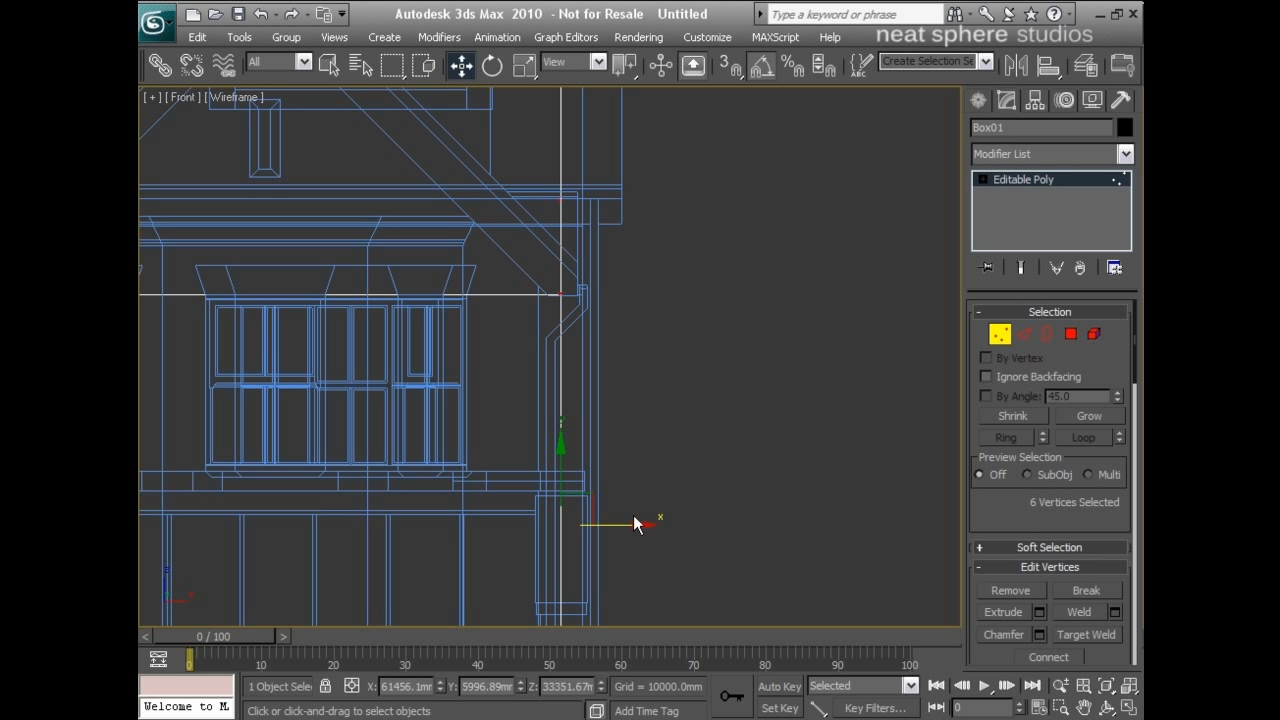 Autodesk 3ds Max 2010 - Not for Resale Untitled
Type a keyword or phrase
Edit Tools Group Views Create Modifiers Animation Graph Editors Rendering Customize MAXScript Help
neat sphere studios
All View 3 Create Selection Se
[ + ] [ Front ] [ Wireframe ]
Box01
Modifier List
Editable Poly
- Selection
By Vertex
Ignore Backfacing
By Angle: 45.0
Shrink Grow
Ring Loop
Preview Selection
Off SubObj Multi
6 Vertices Selected
x
+ Soft Selection
- Edit Vertices
Remove Break
Extrude Weld
Chamfer Target Weld
Connect
< 0 / 100 >
0 10 20 30 40 50 60 70 80 90 100
1 Object Sele X: 61456.1mr Y: 5996.89mr Z: 33351.67m Grid = 10000.0mm Auto Key Selected
Welcome to M Click or click-and-drag to select objects Add Time Tag Set Key Key Filters... 0